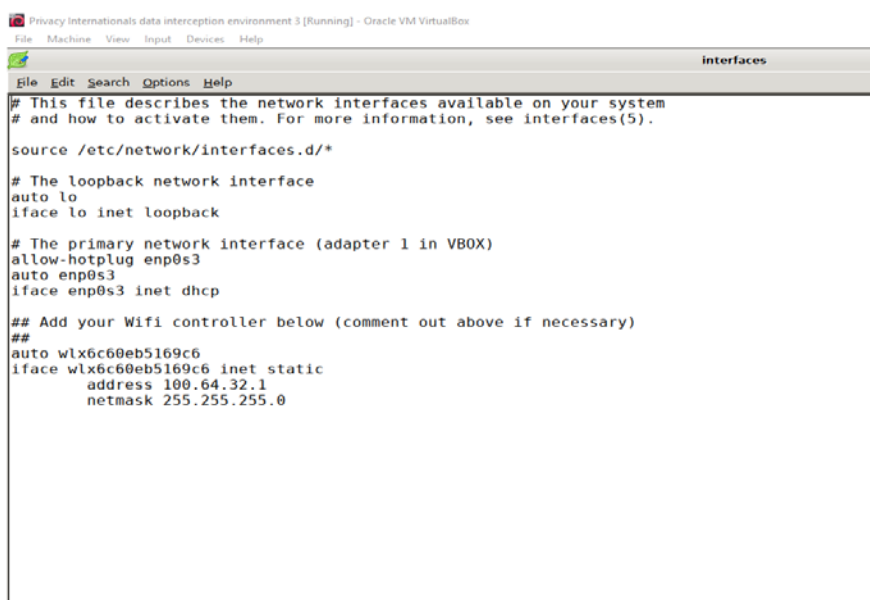 Privacy Internationals data interception environment 3 [Running] - Oracle VM VirtualBox
File Machine View Input Devices Help
interfaces
File Edit Search Options Help
# This file describes the network interfaces available on your system
# and how to activate them. For more information, see interfaces(5).
source /etc/network/interfaces.d/*
# The loopback network interface
auto lo
iface lo inet loopback
# The primary network interface (adapter 1 in VBOX)
allow-hotplug enp0s3
auto enp0s3
iface enp0s3 inet dhcp
## Add your Wifi controller below (comment out above if necessary)
##
auto wlx6c60eb5169c6
iface wlx6c60eb5169c6 inet static
address 100.64.32.1
netmask 255.255.255.0